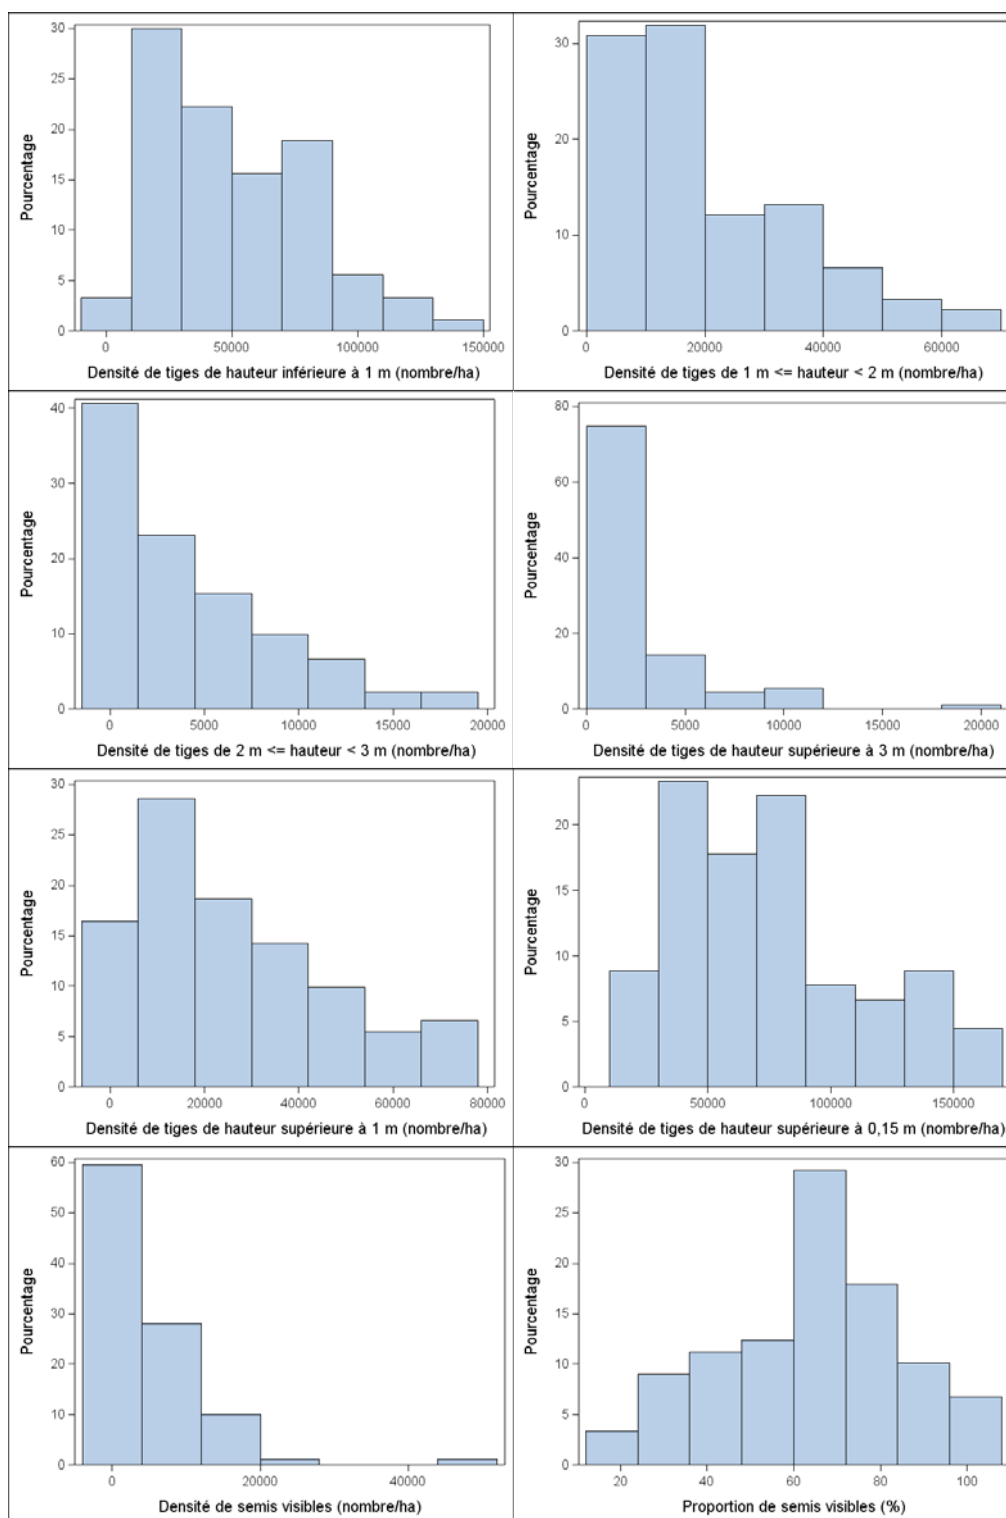 30
25
20
15
10
5
0
Pourcentage
0 50000 100000 150000
Densité de tiges de hauteur inférieure à 1 m (nombre/ha)
30
20
10
0
Pourcentage
0 20000 40000 60000
Densité de tiges de 1 m <= hauteur < 2 m (nombre/ha)
40
30
20
10
0
Pourcentage
0 5000 10000 15000 20000
Densité de tiges de 2 m <= hauteur < 3 m (nombre/ha)
80
60
40
20
0
Pourcentage
0 5000 10000 15000 20000
Densité de tiges de hauteur supérieure à 3 m (nombre/ha)
30
25
20
15
10
5
0
Pourcentage
0 20000 40000 60000 80000
Densité de tiges de hauteur supérieure à 1 m (nombre/ha)
20
15
10
5
0
Pourcentage
0 50000 100000 150000
Densité de tiges de hauteur supérieure à 0,15 m (nombre/ha)
60
50
40
30
20
10
0
Pourcentage
0 20000 40000
Densité de semis visibles (nombre/ha)
30
25
20
15
10
5
0
Pourcentage
20 40 60 80 100
Proportion de semis visibles (%)